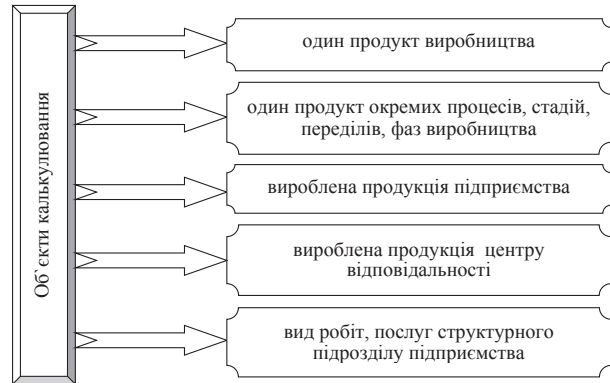 Об`єкти калькулювання
один продукт виробництва
один продукт окремих процесів, стадій,
переділів, фаз виробництва
вироблена продукція підприємства
вироблена продукція центру
відповідальності
вид робіт, послуг структурного
підрозділу підприємства